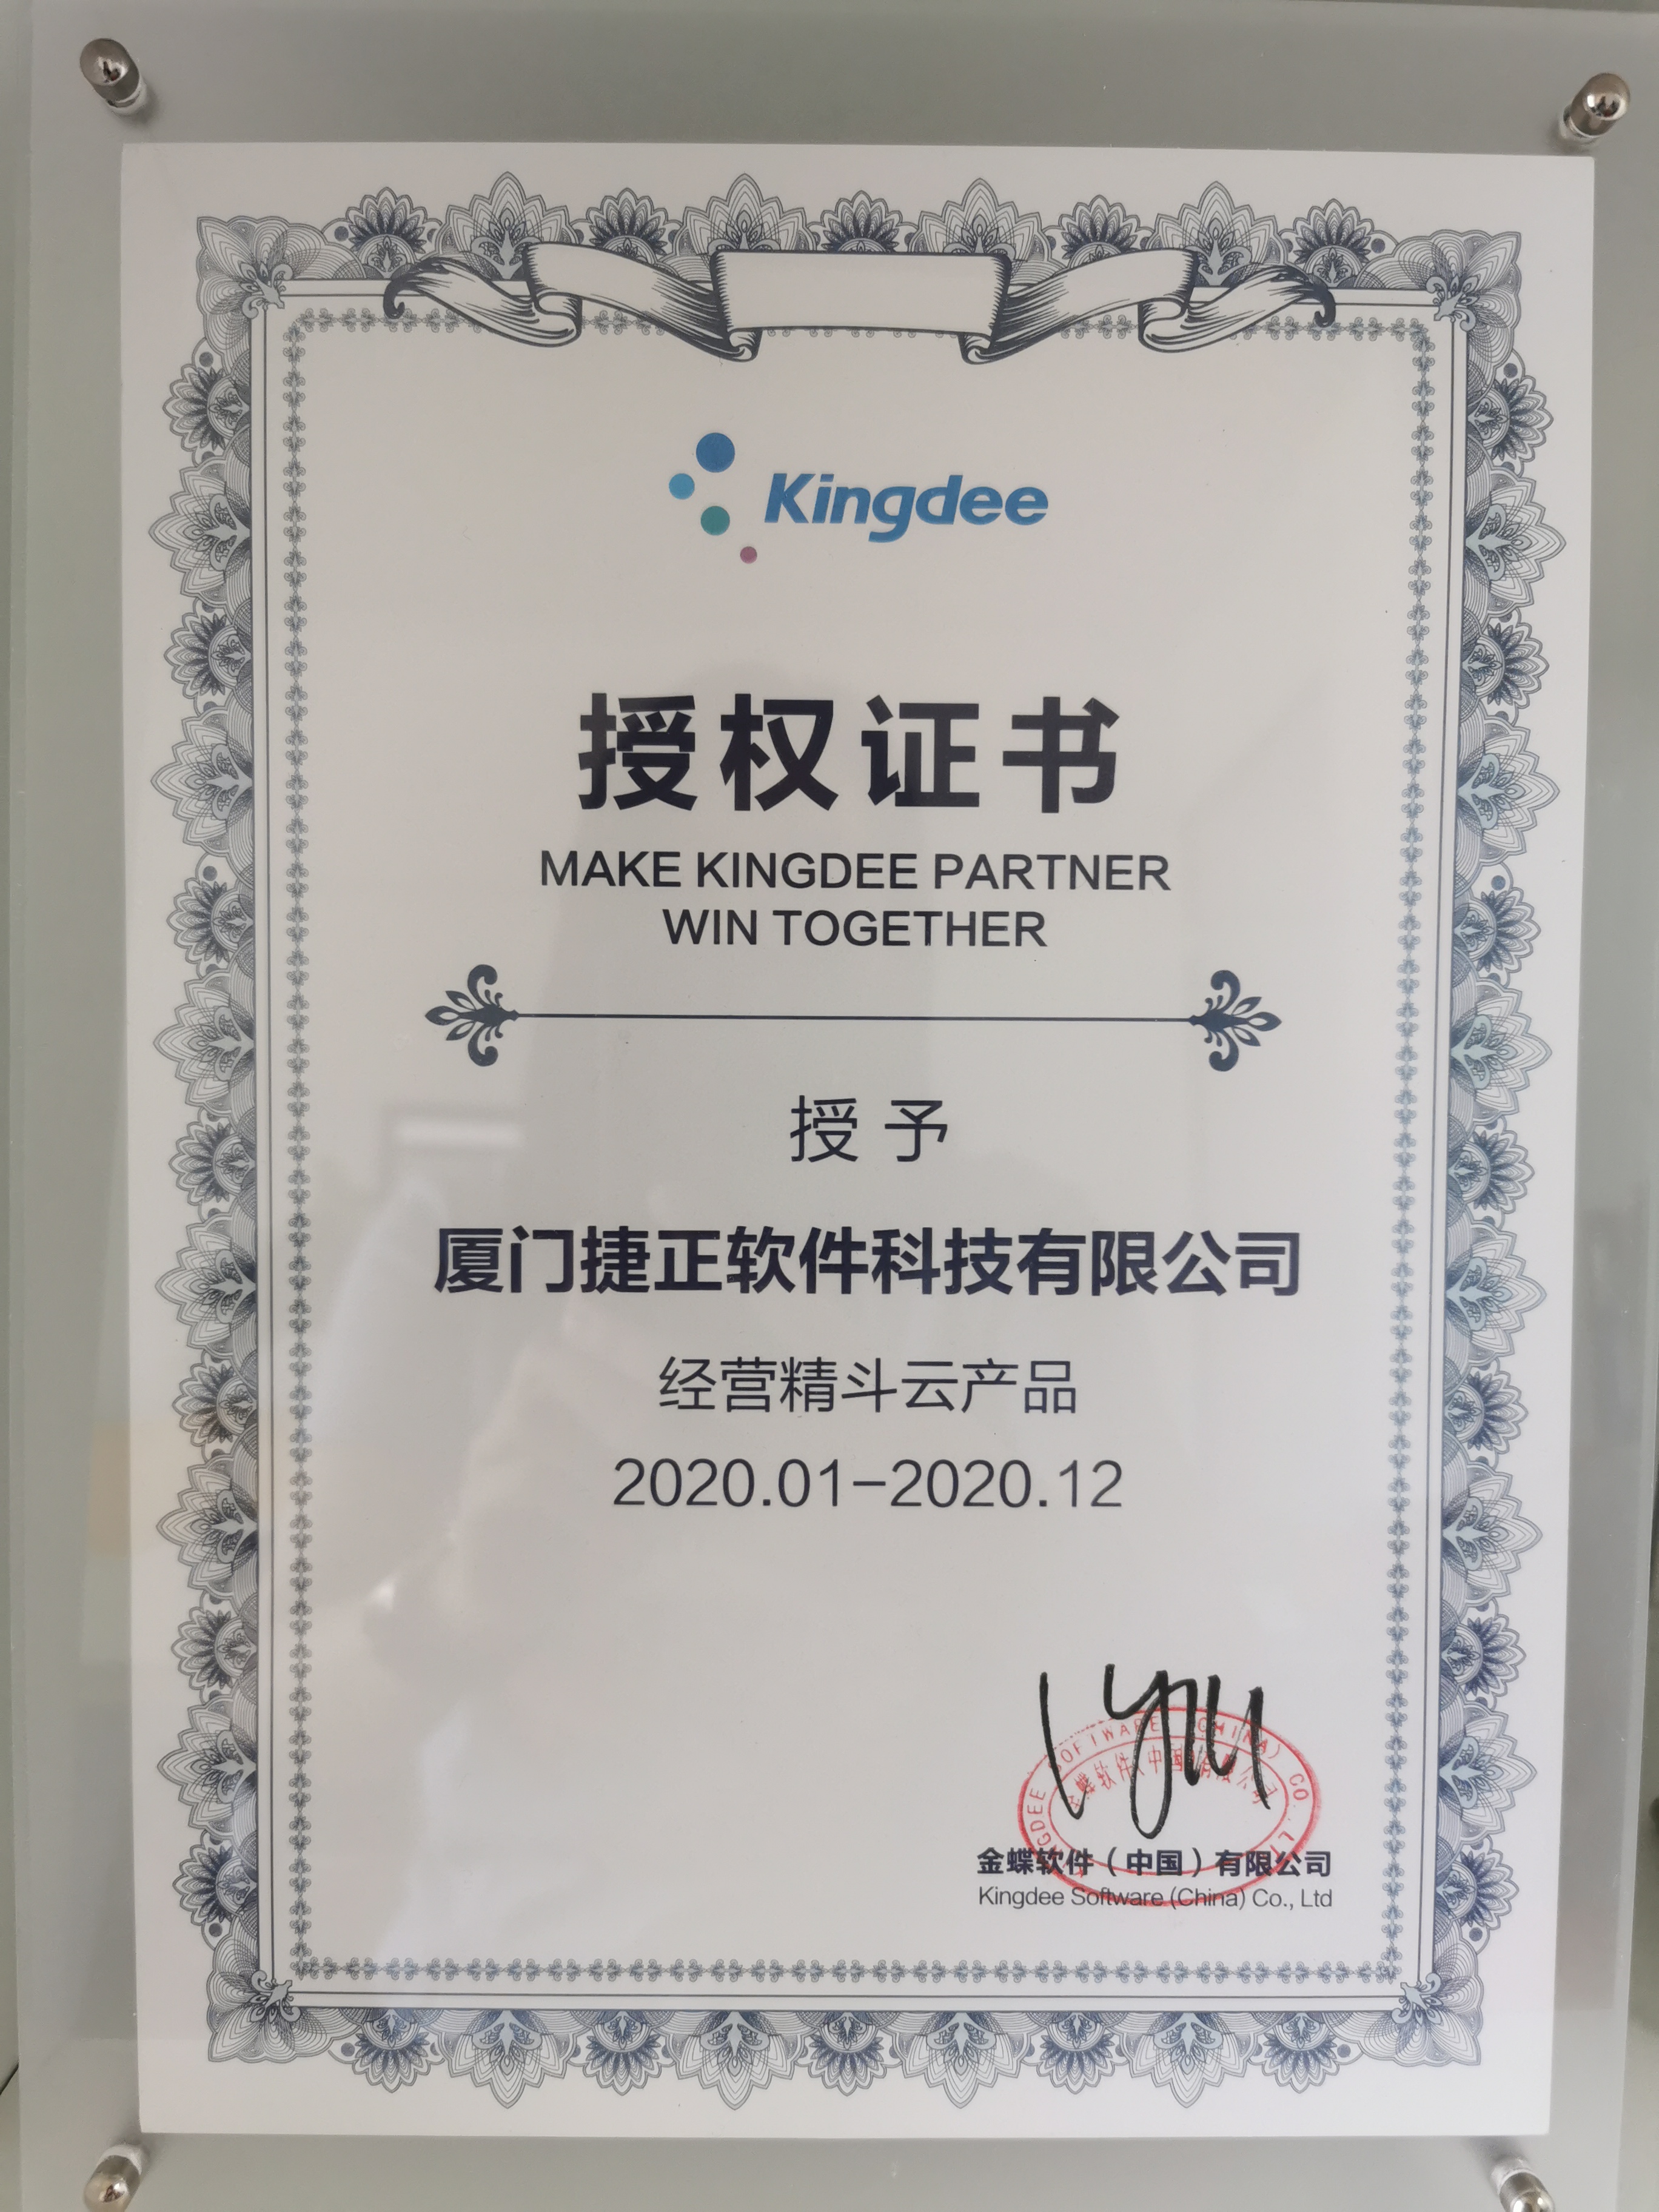 Kingdee
授权证书
MAKE KINGDEE PARTNER
WIN TOGETHER
授予
厦门捷正软件科技有限公司
经营精斗云产品
2020.01-2020.12
金蝶软件（中国）有限公司
Kingdee Software (China) Co., Ltd